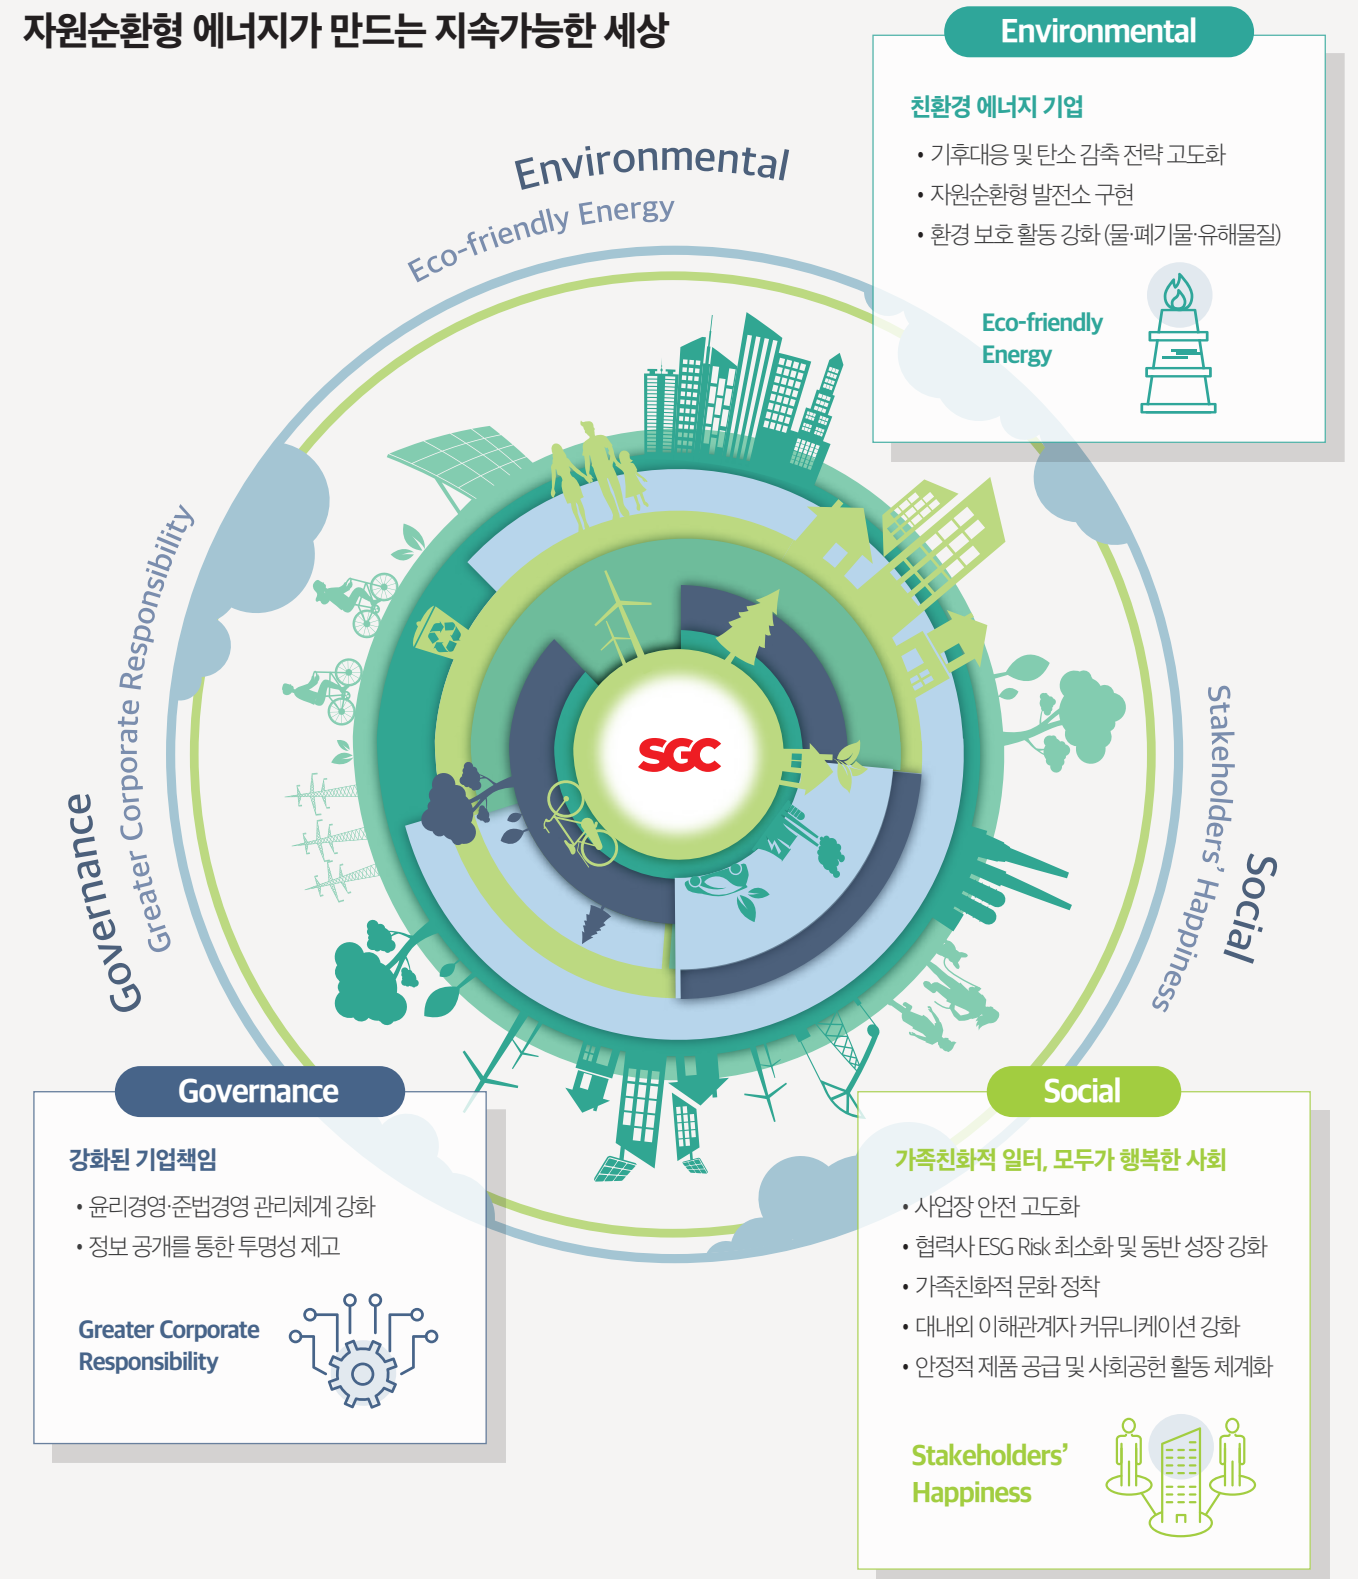 자원순환형 에너지가 만드는 지속가능한 세상
Environmental
친환경 에너지 기업
• 기후대응 및 탄소 감축 전략 고도화
• 자원순환형 발전소 구현
• 환경 보호 활동 강화 (물·폐기물·유해물질)
Eco-friendly
Energy
Environmental
Eco-friendly Energy
Governance
Greater Corporate Responsibility
SGC
Stakeholders’ Happiness
Social
Governance
강화된 기업책임
• 윤리경영·준법경영 관리체계 강화
• 정보 공개를 통한 투명성 제고
Greater Corporate
Responsibility
Social
가족친화적 일터, 모두가 행복한 사회
• 사업장 안전 고도화
• 협력사 ESG Risk 최소화 및 동반 성장 강화
• 가족친화적 문화 정착
• 대내외 이해관계자 커뮤니케이션 강화
• 안정적 제품 공급 및 사회공헌 활동 체계화
Stakeholders’
Happiness